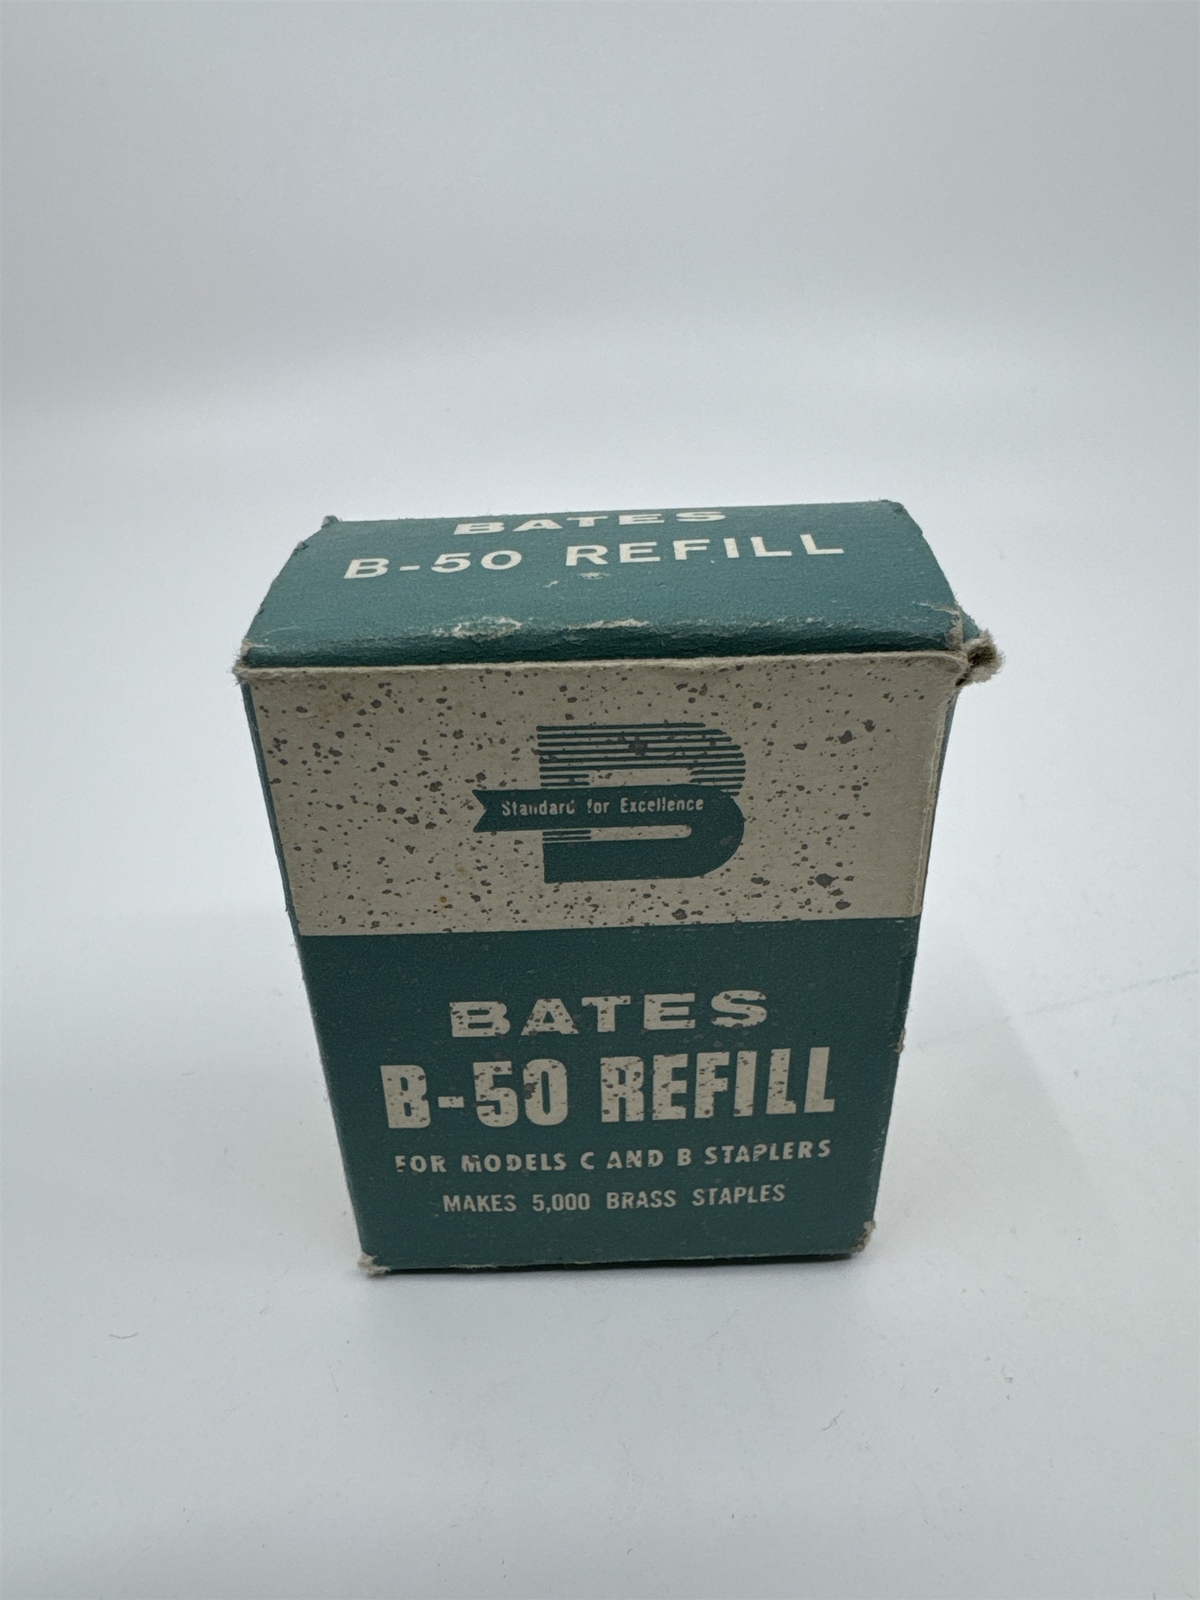 BATES
B-50 REFILL
Standard for Excellence
BATES
B-50 REFILL
FOR MODELS C AND B STAPLERS
MAKES 5,000 BRASS STAPLES